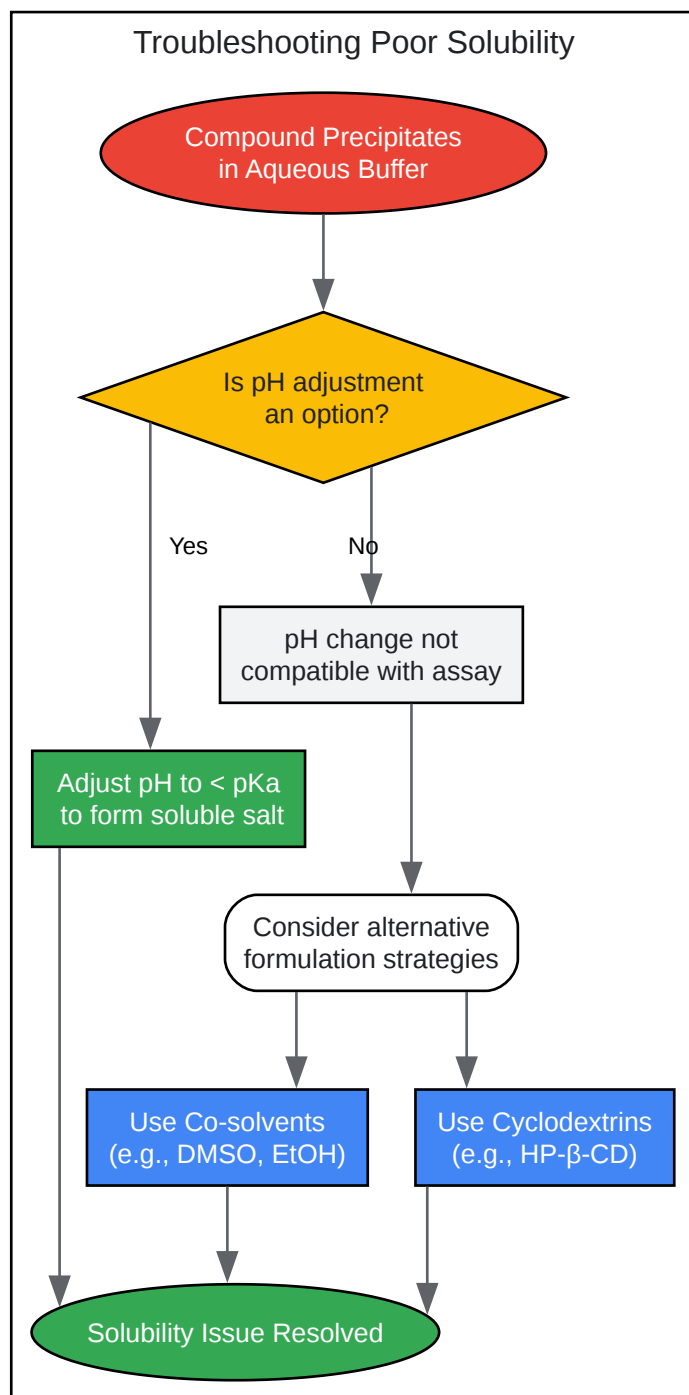 Troubleshooting Poor Solubility
Compound Precipitates
in Aqueous Buffer
Is pH adjustment
an option?
Yes
No
pH change not
compatible with assay
Adjust pH to < pKa
to form soluble salt
Consider alternative
formulation strategies
Use Co-solvents
(e.g., DMSO, EtOH)
Use Cyclodextrins
(e.g., HP-β-CD)
Solubility Issue Resolved